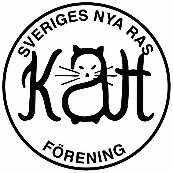 SVERIGES NYA RAS
Katt
FÖRENING